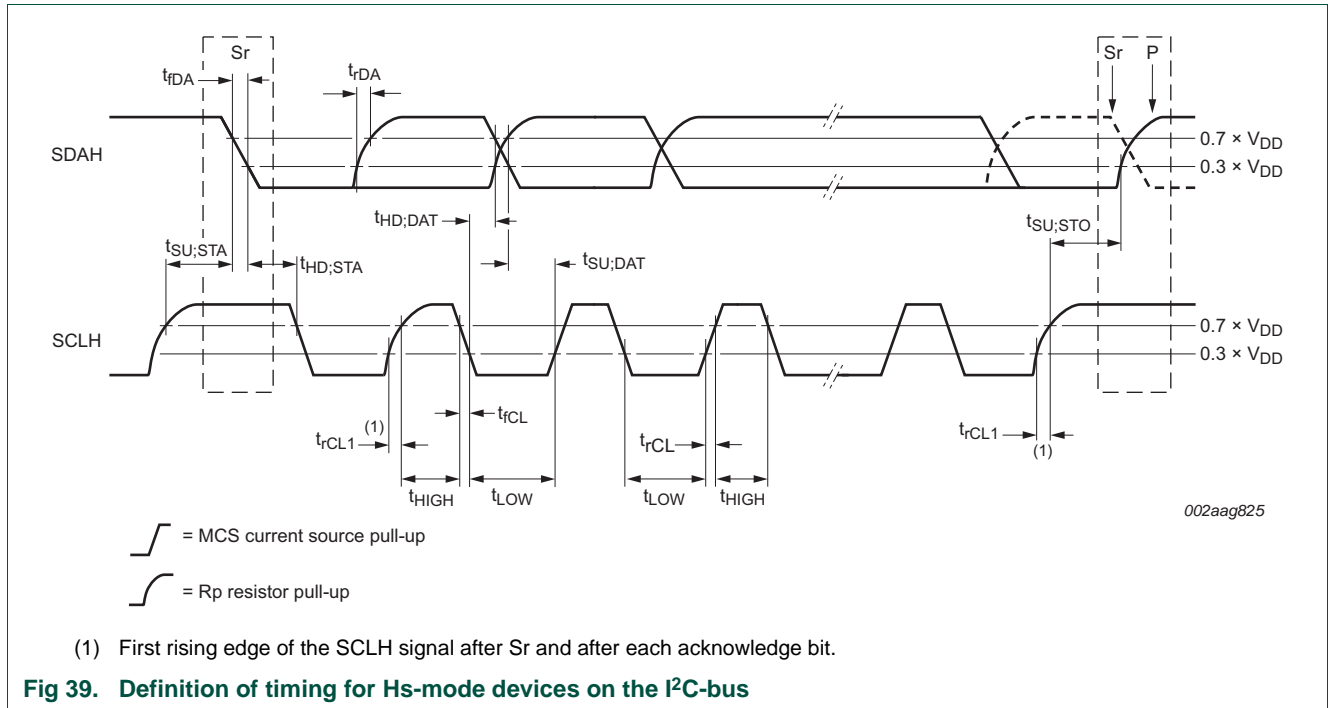 Sr
Sr P
tfDA
trDA
0.7 × VDD
SDAH
0.3 × VDD
tHD;DAT
tSU;STO
tSU;STA
tHD;STA
tSU;DAT
0.7 × VDD
SCLH
0.3 × VDD
tfCL
(1)
trCL1
trCL
trCL1
(1)
tHIGH
tLOW
tLOW
tHIGH
002aag825
= MCS current source pull-up
= Rp resistor pull-up
(1) First rising edge of the SCLH signal after Sr and after each acknowledge bit.
Fig 39. Definition of timing for Hs-mode devices on the I²C-bus